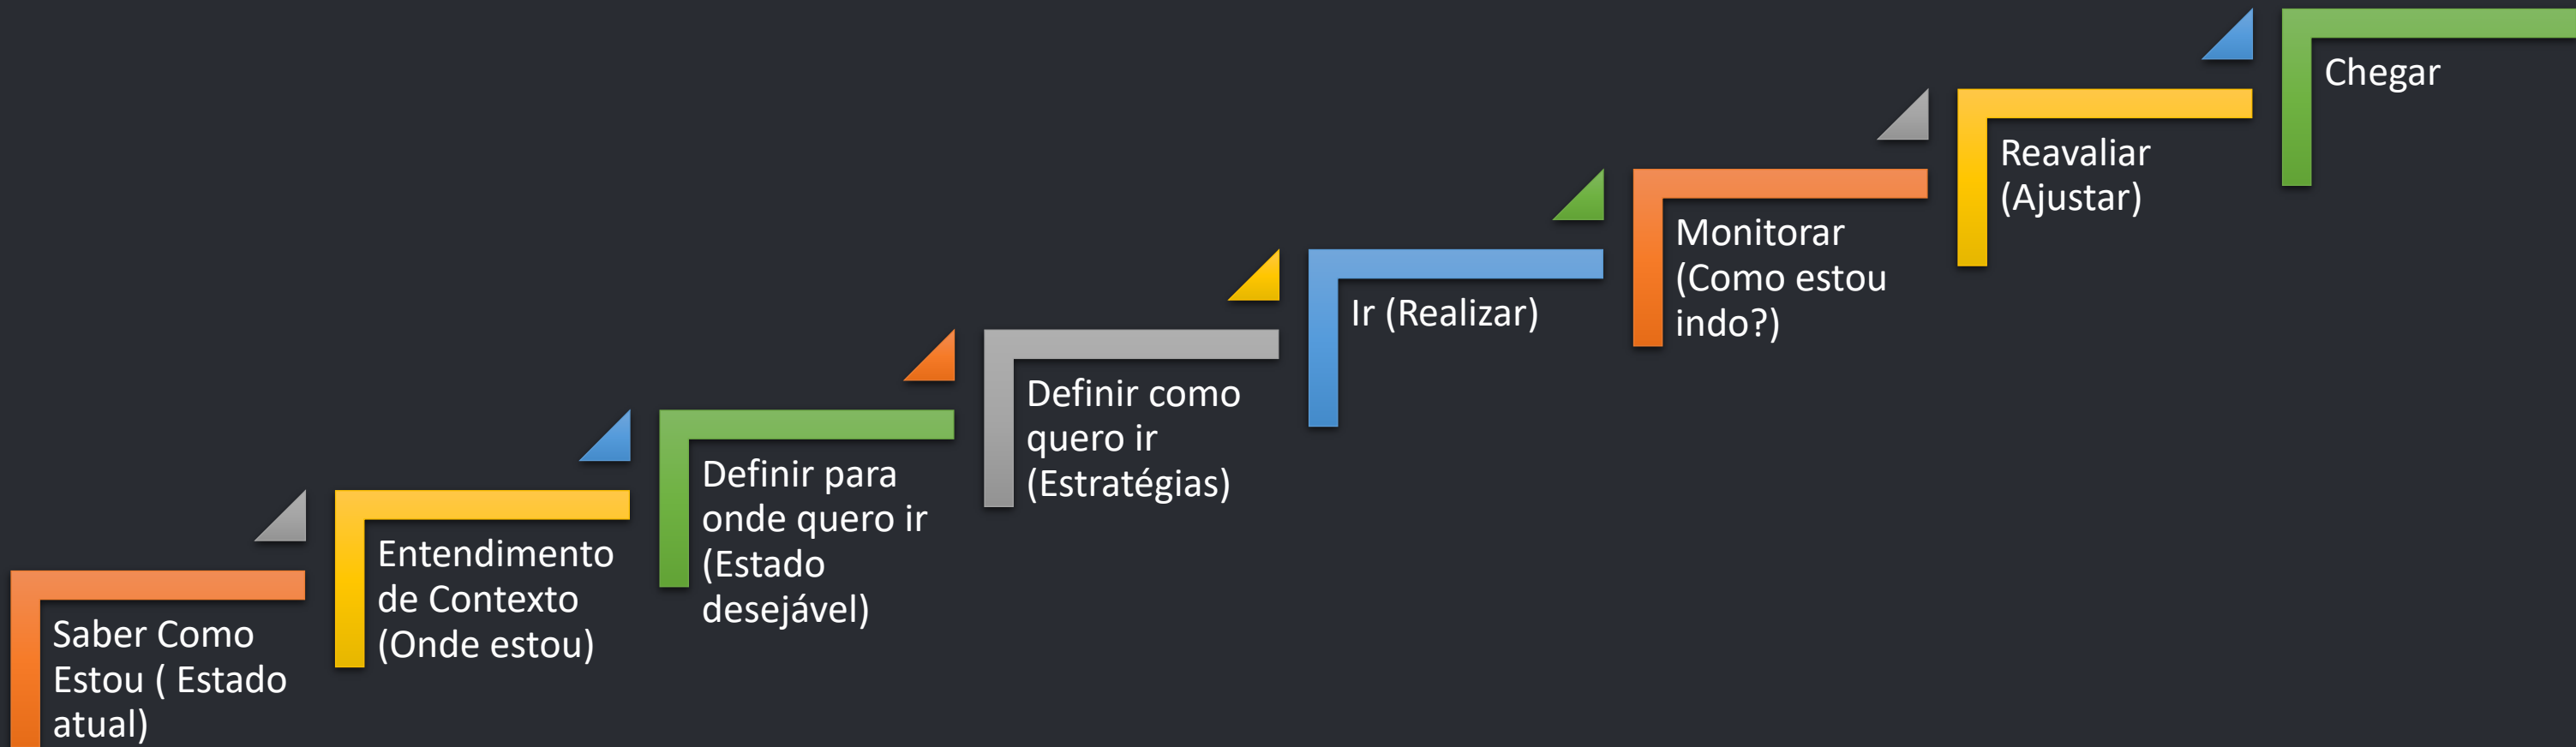 Saber Como
Estou ( Estado
atual)
Entendimento
de Contexto
(Onde estou)
Definir para
onde quero ir
(Estado
desejável)
Definir como
quero ir
(Estratégias)
Ir (Realizar)
Monitorar
(Como estou
indo?)
Reavaliar
(Ajustar)
Chegar